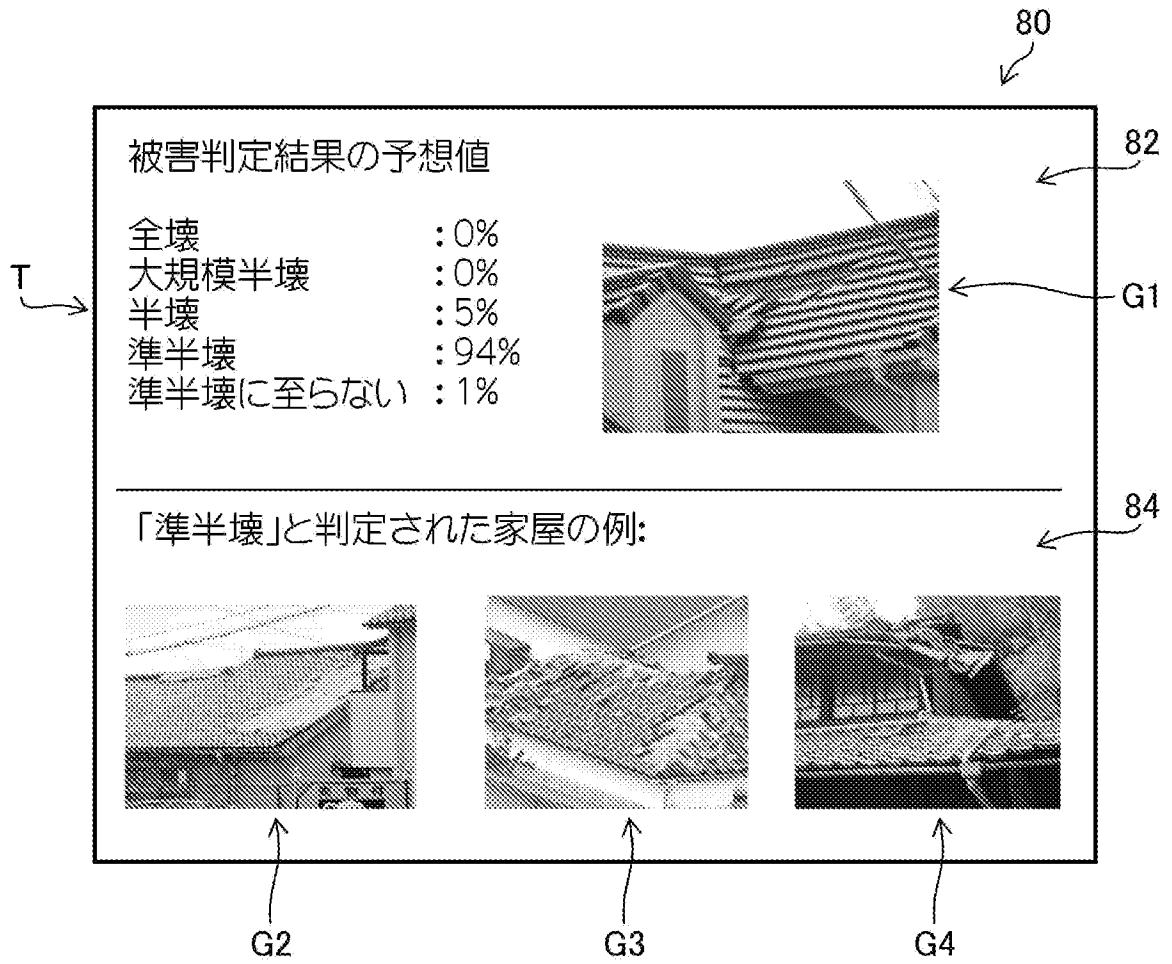 80
82
被害判定結果の予想値
全壊 : 0%
大規模半壊 : 0%
T
半壊 : 5%
G1
準半壊 : 94%
準半壊に至らない : 1%
84
「準半壊」と判定された家屋の例:
G2
G3
G4